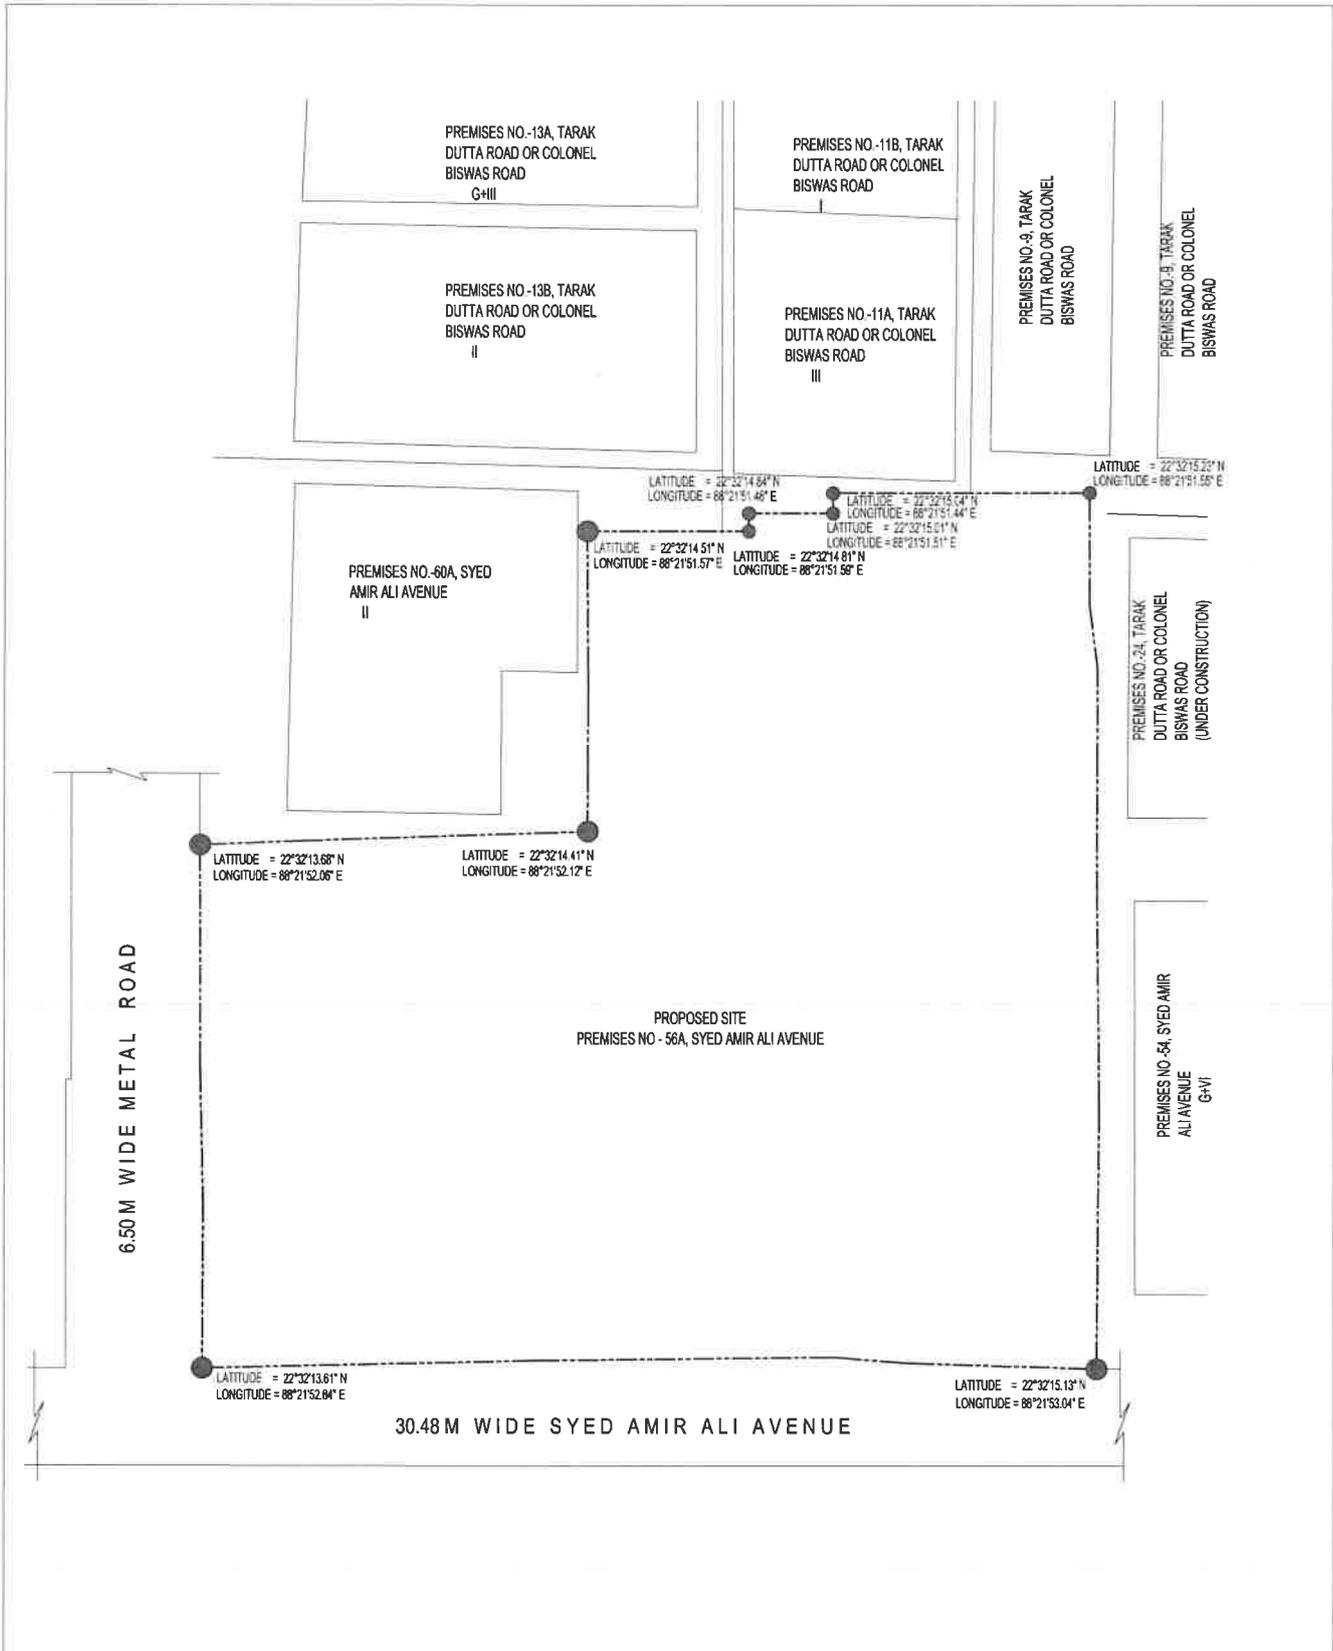 PREMISES NO.-13A, TARAK
DUTTA ROAD OR COLONEL
BISWAS ROAD
G+III
PREMISES NO.-11B, TARAK
DUTTA ROAD OR COLONEL
BISWAS ROAD
I
PREMISES NO.-9, TARAK
DUTTA ROAD OR COLONEL
BISWAS ROAD
PREMISES NO.-9, TARAK
DUTTA ROAD OR COLONEL
BISWAS ROAD
PREMISES NO.-13B, TARAK
DUTTA ROAD OR COLONEL
BISWAS ROAD
II
PREMISES NO.-11A, TARAK
DUTTA ROAD OR COLONEL
BISWAS ROAD
III
LATITUDE = 22°32'15.23" N
LONGITUDE = 88°21'51.55" E
LATITUDE = 22°32'14.84" N
LONGITUDE = 88°21'51.46" E
LATITUDE = 22°32'15.04" N
LONGITUDE = 88°21'51.44" E
LATITUDE = 22°32'15.01" N
LONGITUDE = 88°21'51.51" E
LATITUDE = 22°32'14.51" N
LONGITUDE = 88°21'51.57" E
LATITUDE = 22°32'14.81" N
LONGITUDE = 88°21'51.59" E
PREMISES NO.-60A, SYED
AMIR ALI AVENUE
II
PREMISES NO.-24, TARAK
DUTTA ROAD OR COLONEL
BISWAS ROAD
(UNDER CONSTRUCTION)
LATITUDE = 22°32'13.68" N
LONGITUDE = 88°21'52.06" E
LATITUDE = 22°32'14.41" N
LONGITUDE = 88°21'52.12" E
6.50 M WIDE METAL ROAD
PROPOSED SITE
PREMISES NO - 56A, SYED AMIR ALI AVENUE
PREMISES NO.-54, SYED AMIR
ALI AVENUE
G+VI
LATITUDE = 22°32'13.61" N
LONGITUDE = 88°21'52.84" E
LATITUDE = 22°32'15.13" N
LONGITUDE = 88°21'53.04" E
30.48 M WIDE SYED AMIR ALI AVENUE